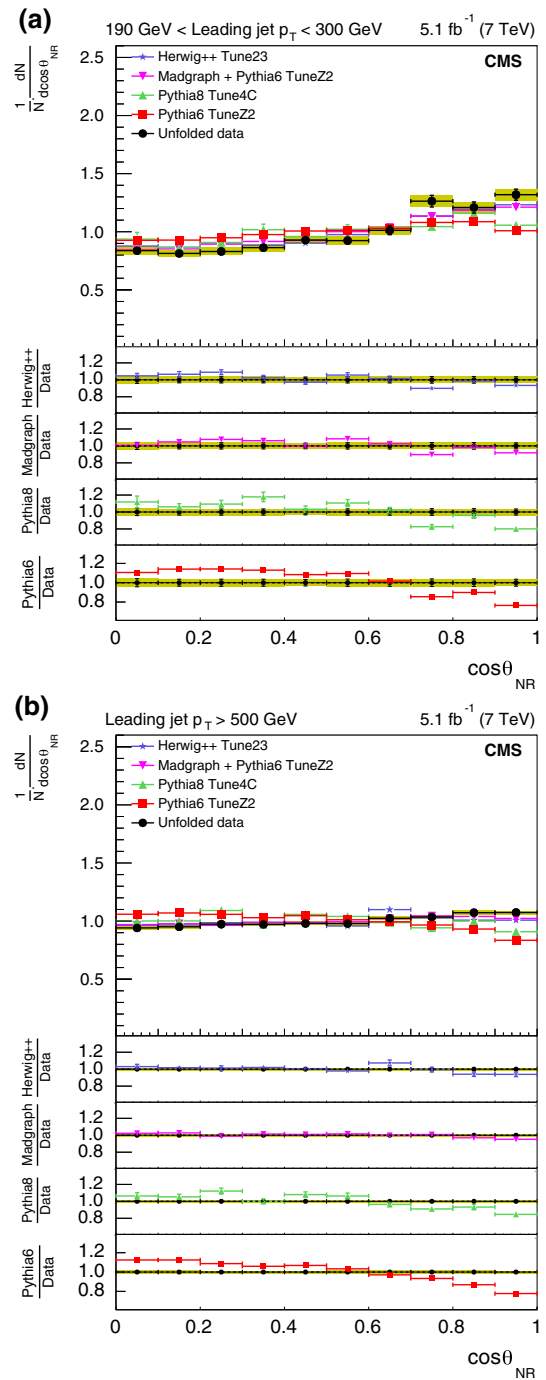 (a)
190 GeV < Leading jet p_T < 300 GeV 5.1 fb⁻¹ (7 TeV)
1/N · dN/dcosθ_NR
CMS
Herwig++ Tune23
Madgraph + Pythia6 TuneZ2
Pythia8 Tune4C
Pythia6 TuneZ2
Unfolded data
2.5
2.0
1.5
1.0
0.5
Herwig++/Data
1.2
1.0
0.8
Madgraph/Data
1.2
1.0
0.8
Pythia8/Data
1.2
1.0
0.8
Pythia6/Data
1.2
1.0
0.8
0 0.2 0.4 0.6 0.8 1
cosθ_NR
(b)
Leading jet p_T > 500 GeV 5.1 fb⁻¹ (7 TeV)
1/N · dN/dcosθ_NR
CMS
Herwig++ Tune23
Madgraph + Pythia6 TuneZ2
Pythia8 Tune4C
Pythia6 TuneZ2
Unfolded data
2.5
2.0
1.5
1.0
0.5
Herwig++/Data
1.2
1.0
0.8
Madgraph/Data
1.2
1.0
0.8
Pythia8/Data
1.2
1.0
0.8
Pythia6/Data
1.2
1.0
0.8
0 0.2 0.4 0.6 0.8 1
cosθ_NR